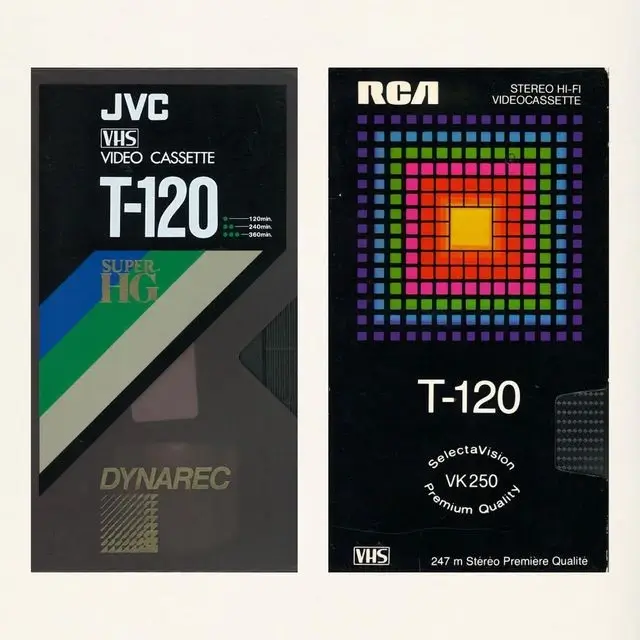 JVC
VHS
VIDEO CASSETTE
T-120
120min.
240min.
360min.
SUPER
HG
DYNAREC
RCA
STEREO HI-FI
VIDEOCASSETTE
T-120
SelectaVision
VK250
Premium Quality
VHS
247 m Stéréo Première Qualité